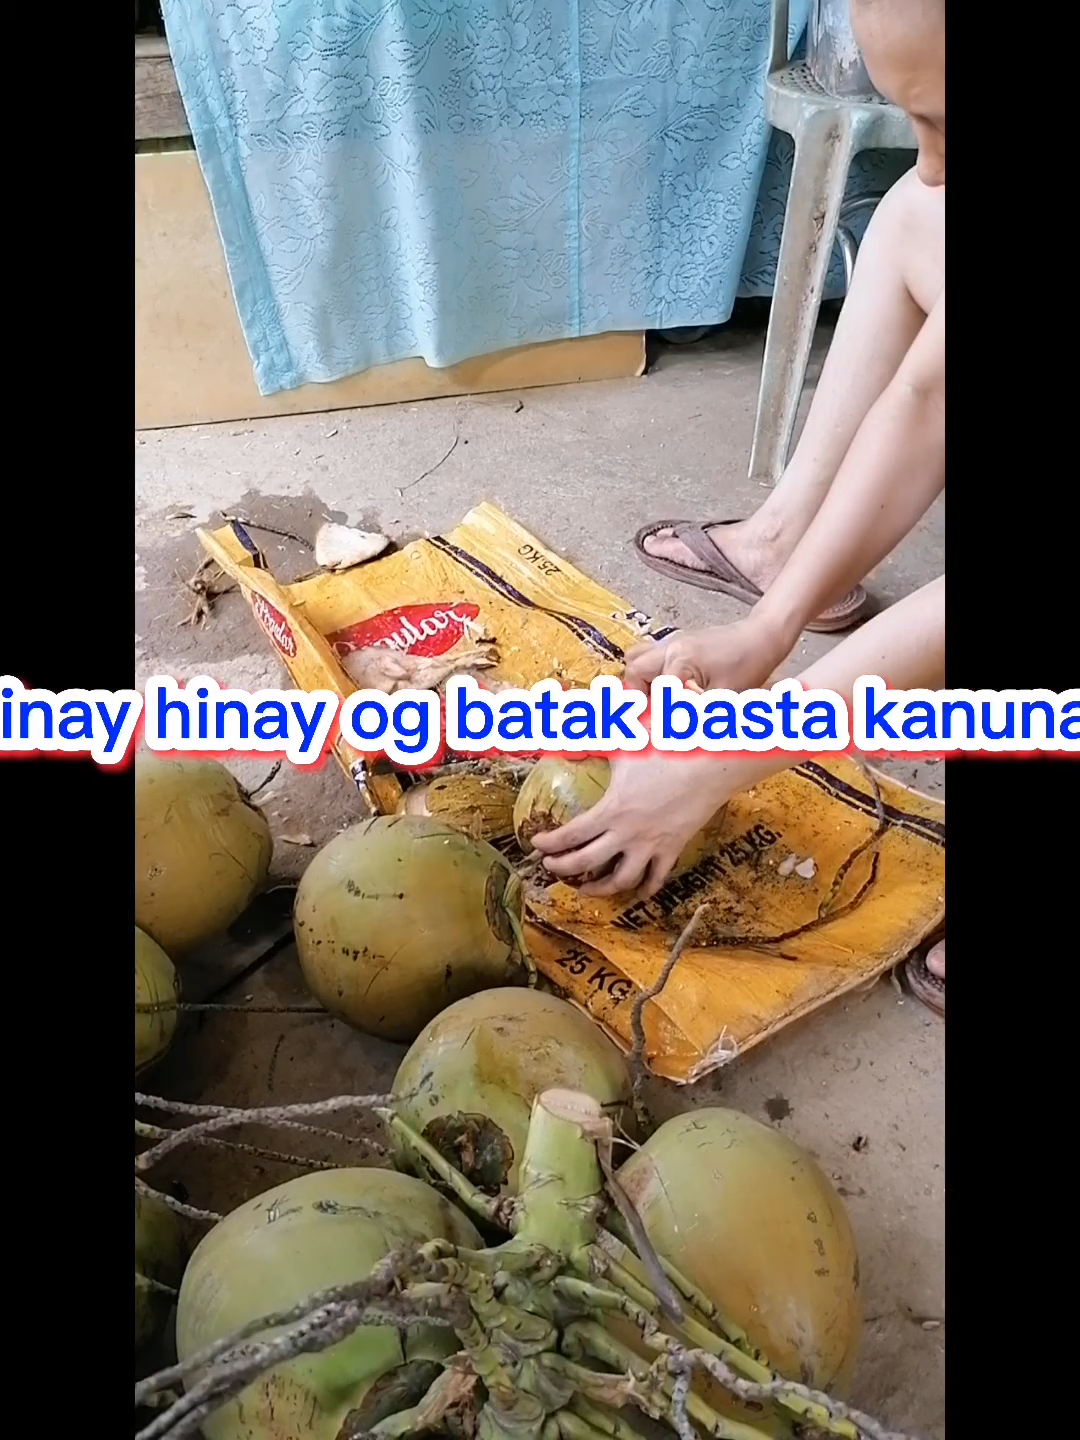 25 KG
Regular
inay hinay og batak basta kanuna
NET WEIGHT 25 KG.
25 KG